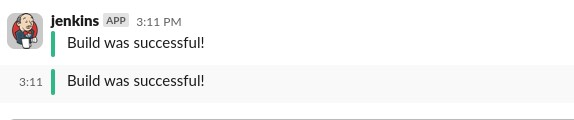 jenkins APP 3:11 PM
Build was successful!
3:11 Build was successful!